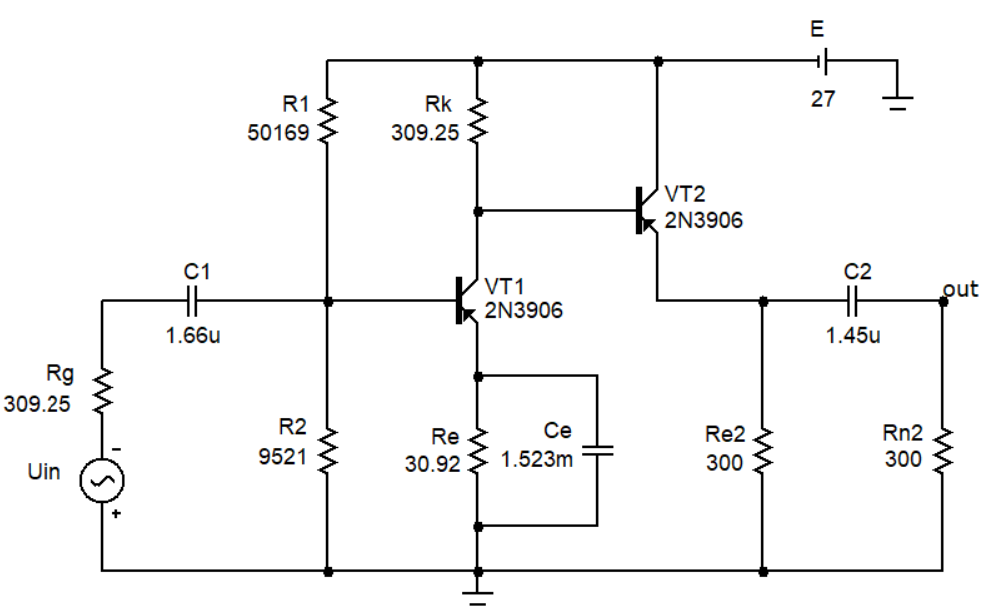 E
27
R1
50169
Rk
309.25
VT2
2N3906
C1
1.66u
VT1
2N3906
C2
1.45u
out
Rg
309.25
Uin
-
+
R2
9521
Re
30.92
Ce
1.523m
Re2
300
Rn2
300